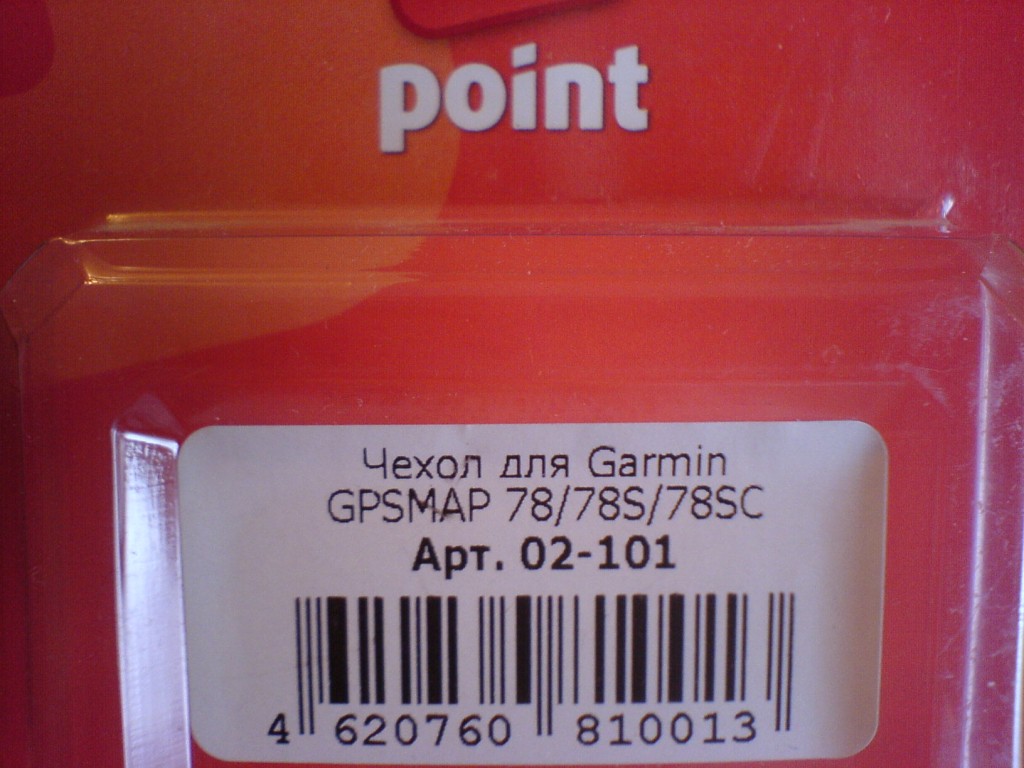 point
Чехол для Garmin
GPSMAP 78/78S/78SC
Арт. 02-101
4 620760 810013